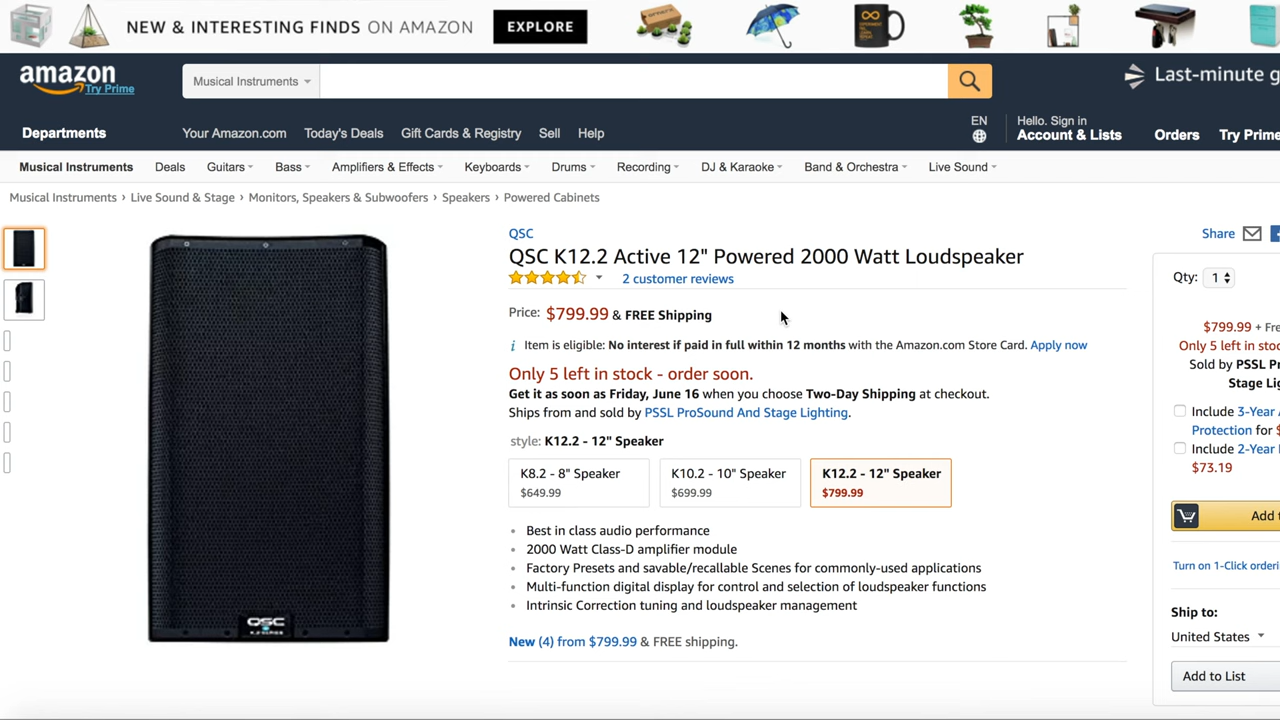 NEW & INTERESTING FINDS ON AMAZON EXPLORE
amazon
Try Prime
Musical Instruments
Last-minute g
Departments
Your Amazon.com Today's Deals Gift Cards & Registry Sell Help
EN
Hello. Sign in
Account & Lists
Orders Try Prime
Musical Instruments Deals Guitars Bass Amplifiers & Effects Keyboards Drums Recording DJ & Karaoke Band & Orchestra Live Sound
Musical Instruments › Live Sound & Stage › Monitors, Speakers & Subwoofers › Speakers › Powered Cabinets
QSC
QSC K12.2 Active 12" Powered 2000 Watt Loudspeaker
2 customer reviews
Price: $799.99 & FREE Shipping
Item is eligible: No interest if paid in full within 12 months with the Amazon.com Store Card. Apply now
Only 5 left in stock - order soon.
Get it as soon as Friday, June 16 when you choose Two-Day Shipping at checkout.
Ships from and sold by PSSL ProSound And Stage Lighting.
style: K12.2 - 12" Speaker
K8.2 - 8" Speaker
$649.99
K10.2 - 10" Speaker
$699.99
K12.2 - 12" Speaker
$799.99
• Best in class audio performance
• 2000 Watt Class-D amplifier module
• Factory Presets and savable/recallable Scenes for commonly-used applications
• Multi-function digital display for control and selection of loudspeaker functions
• Intrinsic Correction tuning and loudspeaker management
New (4) from $799.99 & FREE shipping.
QSC
Share
Qty: 1
$799.99 + Fre
Only 5 left in stoc
Sold by PSSL Pr
Stage Lig
Include 3-Year A
Protection for $
Include 2-Year
$73.19
Add t
Turn on 1-Click orderi
Ship to:
United States
Add to List